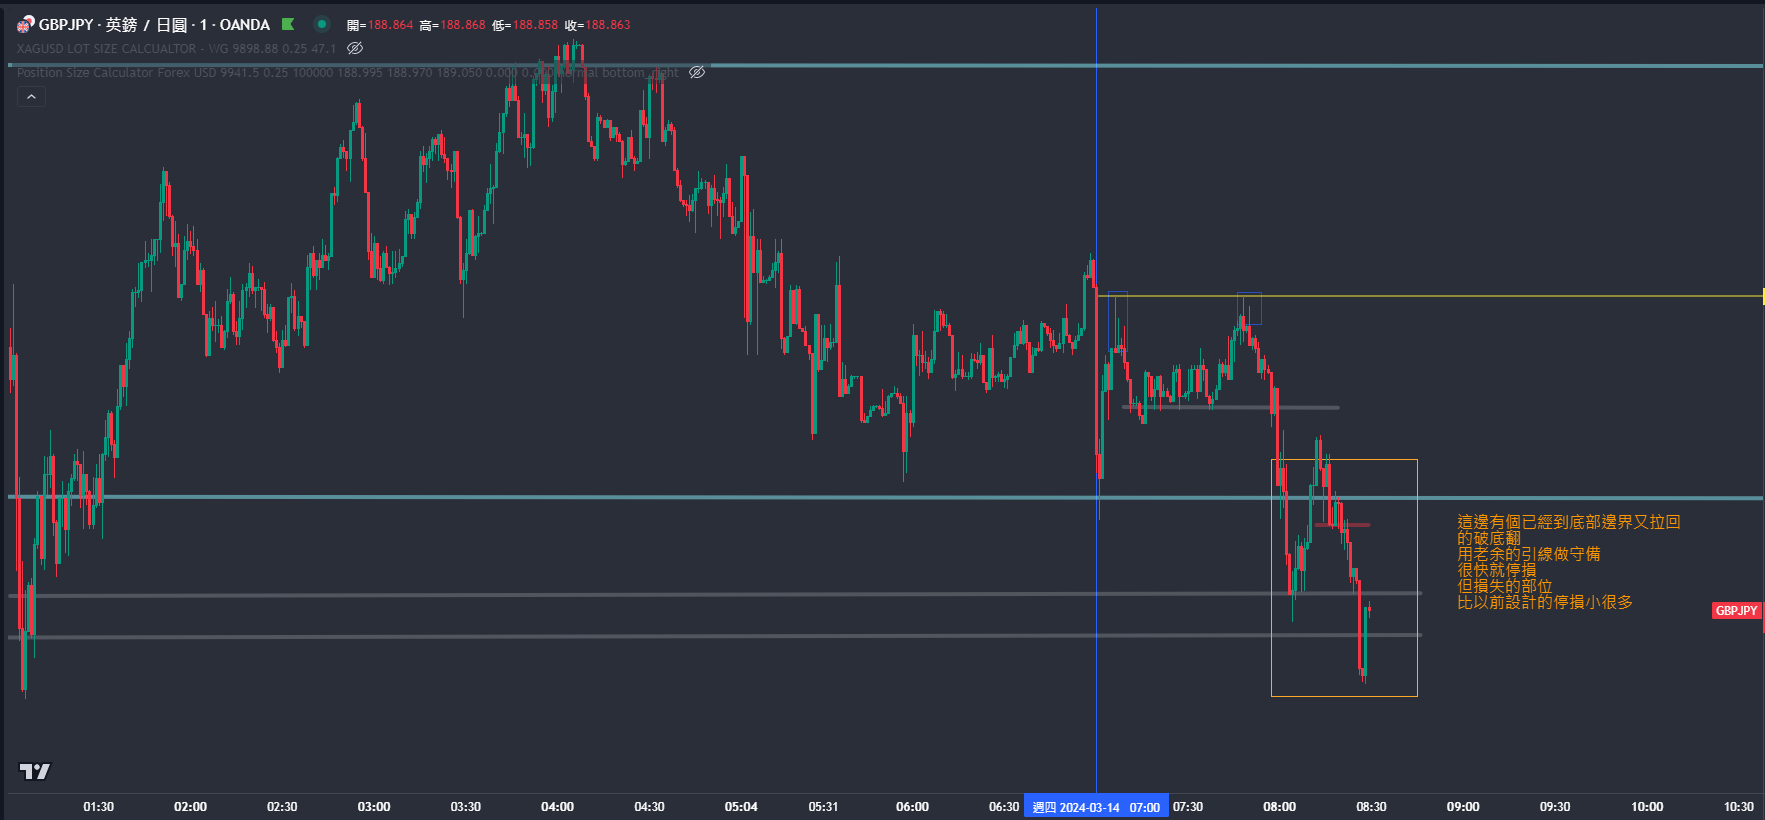 GBPJPY · 英鎊 / 日圓 · 1 · OANDA 開=188.864 高=188.868 低=188.858 收=188.863
XAGUSD LOT SIZE CALCUALTOR - WG 9898.88 0.25 47.1
Position Size Calculator Forex USD 9941.5 0.25 100000 188.995 188.970 189.050 0.000 normal bottom_right
這邊有個已經到底部邊界又拉回
的破底翻
用老余的引線做守備
很快就停損
但損失的部位
比以前設計的停損小很多
GBPJPY
01:30 02:00 02:30 03:00 03:30 04:00 04:30 05:04 05:31 06:00 06:30 週四 2024-03-14 07:00 07:30 08:00 08:30 09:00 09:30 10:00 10:30